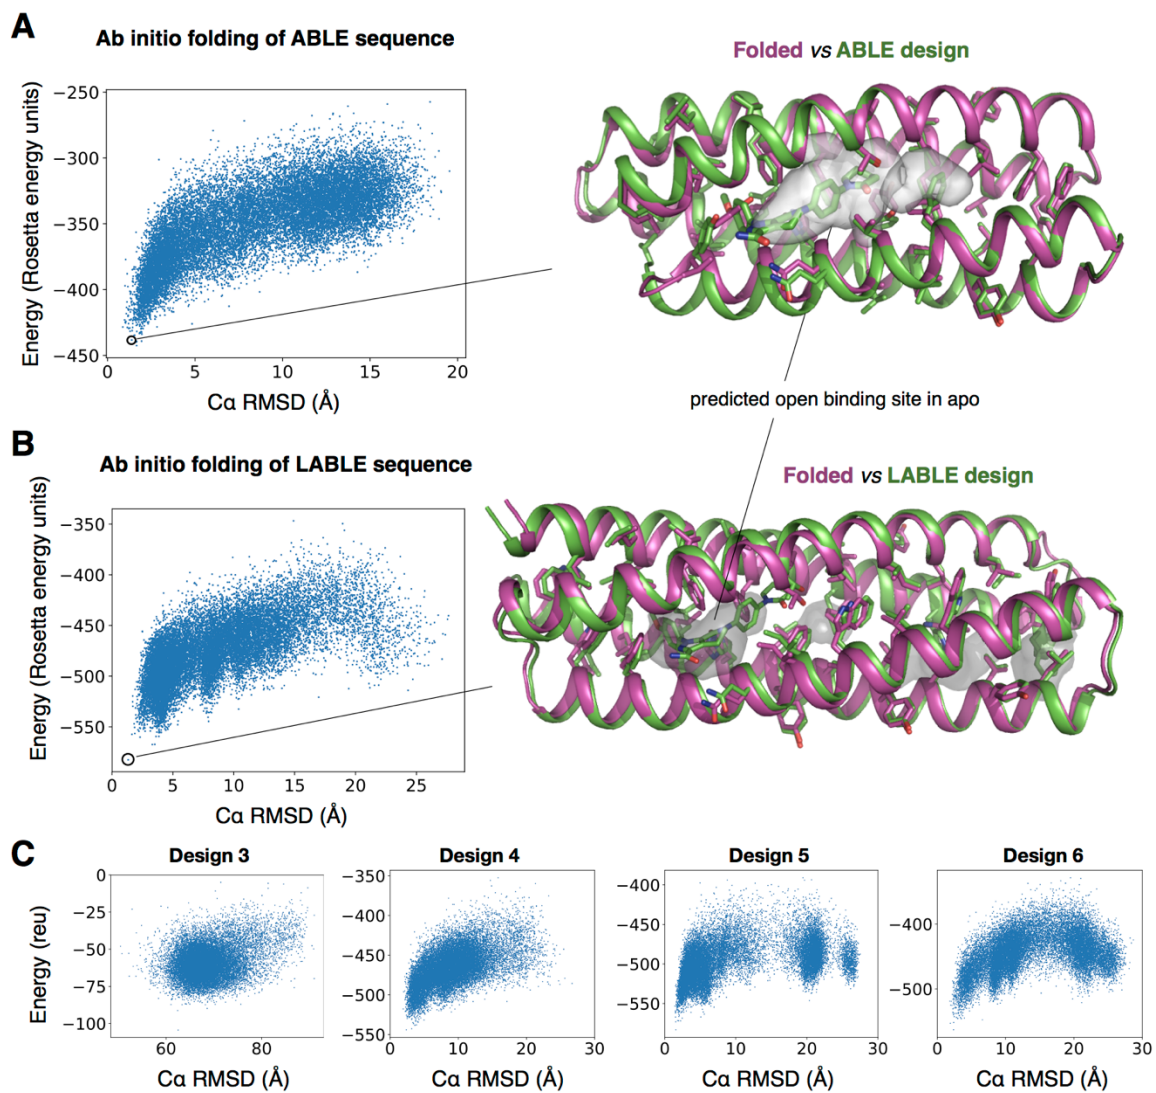 A
Ab initio folding of ABLE sequence
Folded vs ABLE design
Energy (Rosetta energy units)
−250
−300
−350
−400
−450
0 5 10 15 20
Cα RMSD (Å)
predicted open binding site in apo
B
Ab initio folding of LABLE sequence
Folded vs LABLE design
Energy (Rosetta energy units)
−350
−400
−450
−500
−550
0 5 10 15 20 25
Cα RMSD (Å)
C
Design 3
Energy (reu)
0
−25
−50
−75
−100
60 80
Cα RMSD (Å)
Design 4
−350
−400
−450
−500
−550
0 10 20 30
Cα RMSD (Å)
Design 5
−400
−450
−500
−550
0 10 20 30
Cα RMSD (Å)
Design 6
−400
−500
0 10 20 30
Cα RMSD (Å)